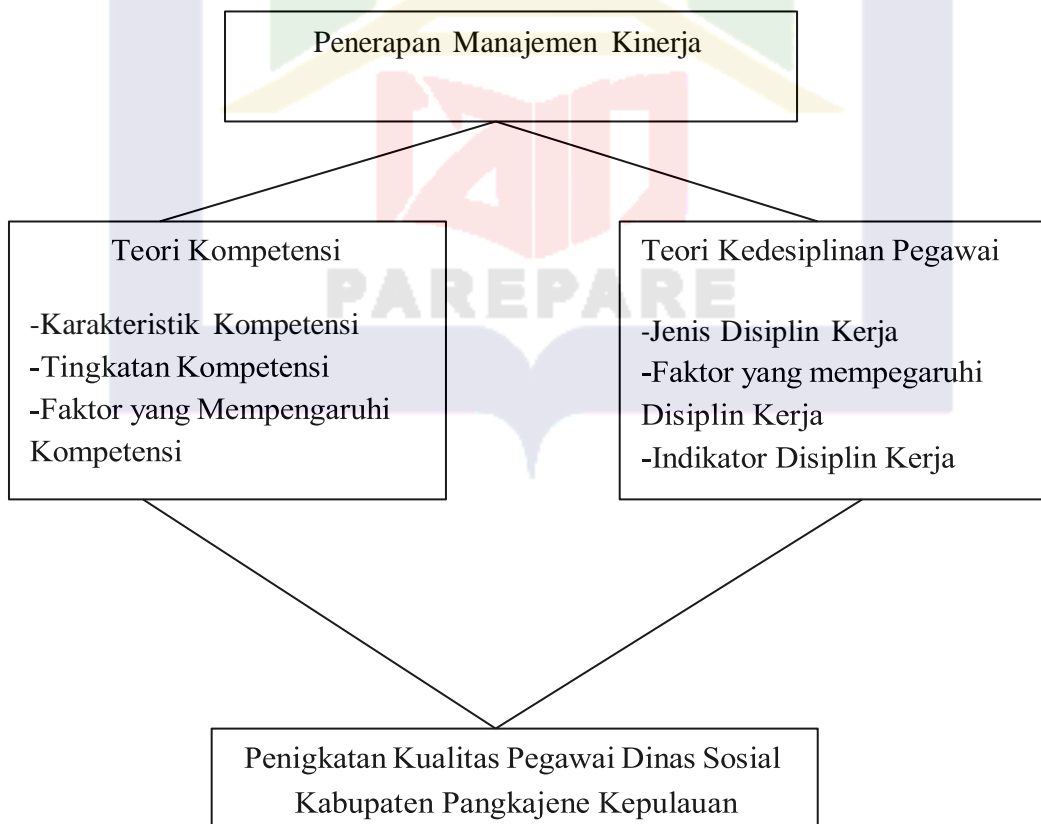 Penerapan Manajemen Kinerja
iain
PAREPARE
Teori Kompetensi
-Karakteristik Kompetensi
-Tingkatan Kompetensi
-Faktor yang Mempengaruhi
Kompetensi
Teori Kedesiplinan Pegawai
-Jenis Disiplin Kerja
-Faktor yang mempegaruhi
Disiplin Kerja
-Indikator Disiplin Kerja
Penigkatan Kualitas Pegawai Dinas Sosial
Kabupaten Pangkajene Kepulauan